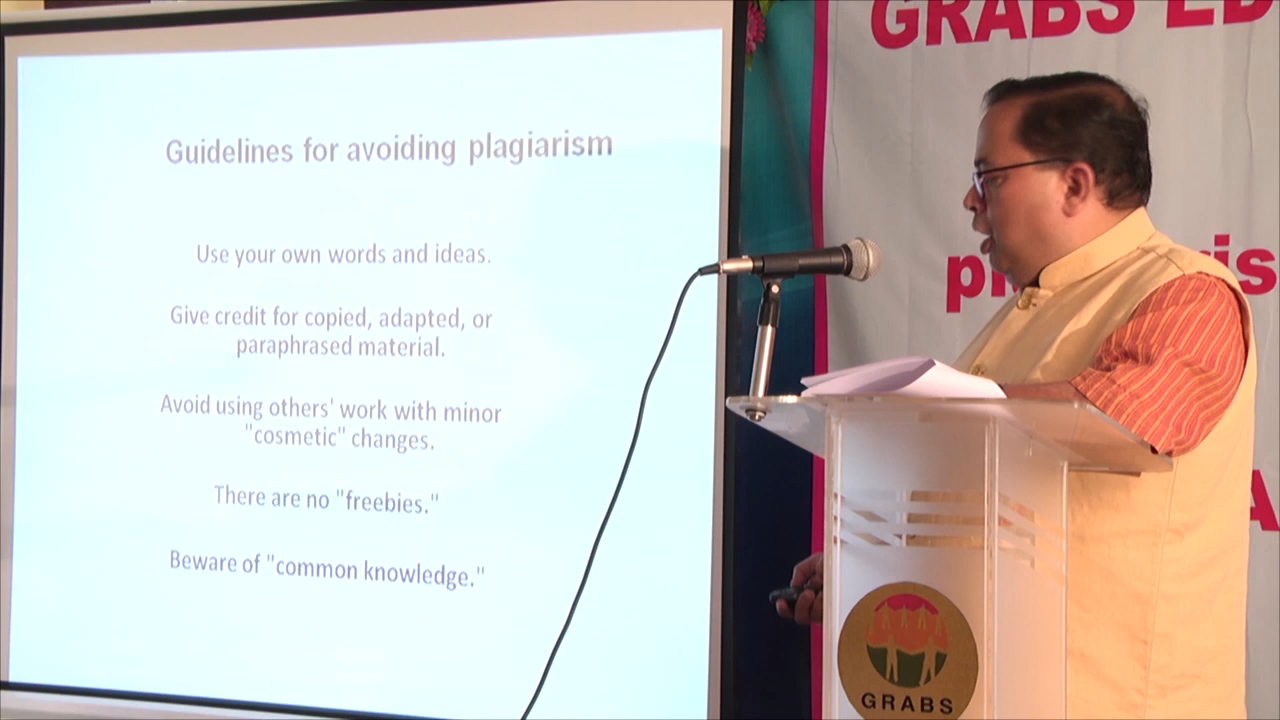 Guidelines for avoiding plagiarism
Use your own words and ideas.
Give credit for copied, adapted, or
paraphrased material.
Avoid using others' work with minor
"cosmetic" changes.
There are no "freebies."
Beware of "common knowledge."
GRABS ED
GRABS